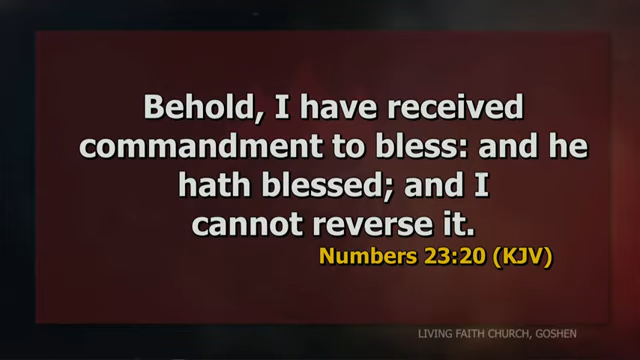 Behold, I have received
commandment to bless: and he
hath blessed; and I
cannot reverse it.
Numbers 23:20 (KJV)
LIVING FAITH CHURCH, GOSHEN